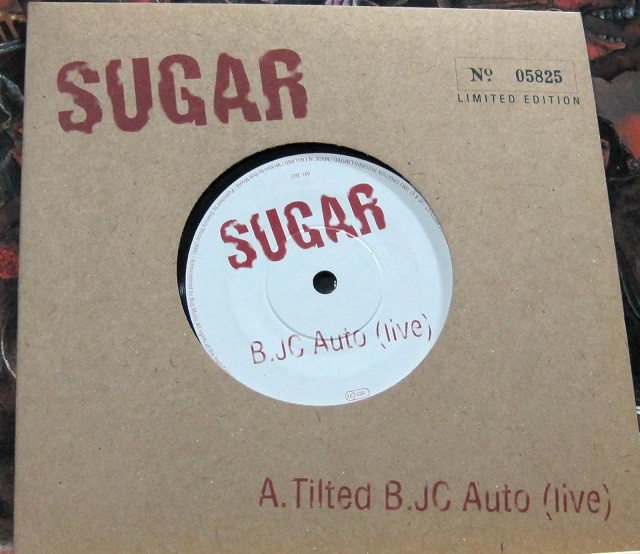 SUGAR
Nº 05825
LIMITED EDITION
SUGAR
B.JC Auto (live)
A.Tilted B.JC Auto (live)